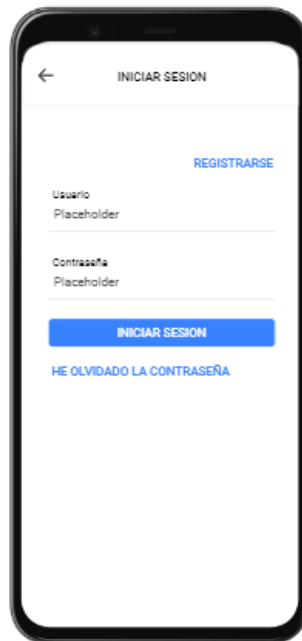 INICIAR SESION
REGISTRARSE
Usuario
Placeholder
Contraseña
Placeholder
INICIAR SESION
HE OLVIDADO LA CONTRASEÑA